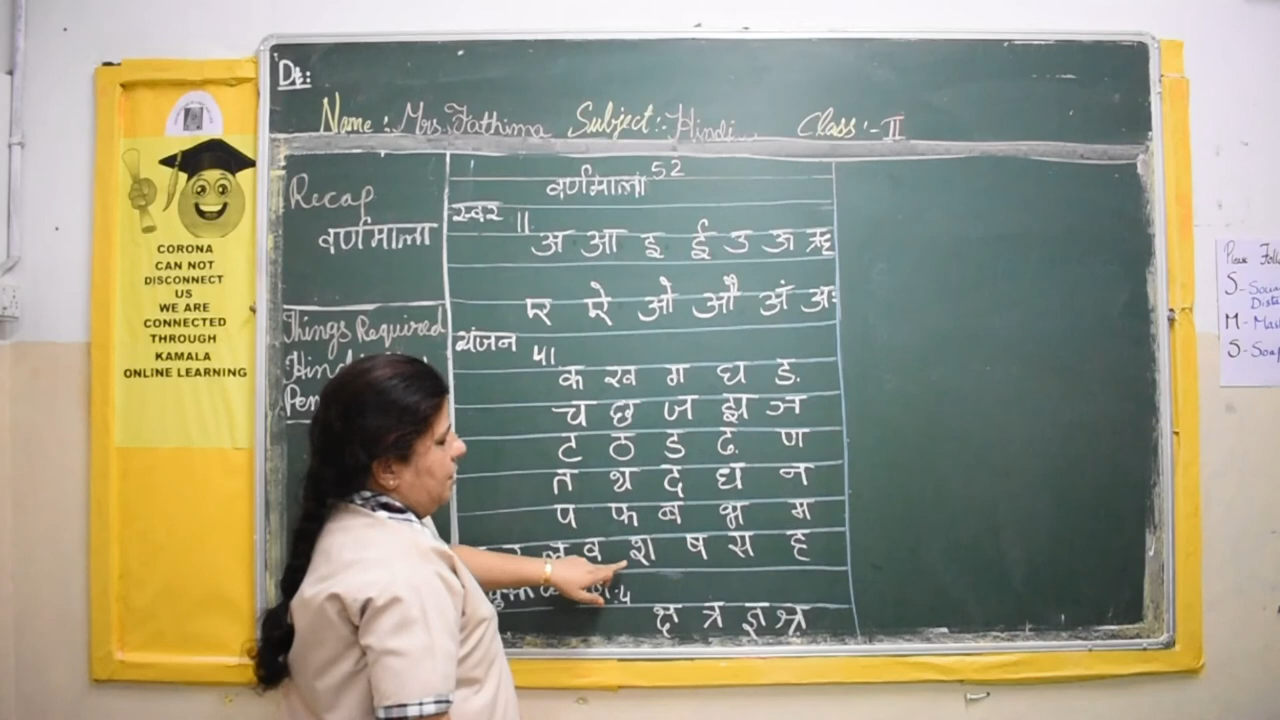 CORONA
CAN NOT
DISCONNECT
US
WE ARE
CONNECTED
THROUGH
KAMALA
ONLINE LEARNING
Dt:
Name:- Mrs. Fathima Subject:- Hindi Class:- II
Recap
वर्णमाला
Things Required
वर्णमाला 52
स्वर 11
अ आ इ ई उ ऊ ऋ
ए ऐ ओ औ अं अः
व्यंजन 41
क ख ग घ ङ
च छ ज झ ञ
ट ठ ड ढ ण
त थ द ध न
प फ ब भ म
ल व श ष स ह
4
क्ष त्र ज्ञ श्र
S-
M-
S-